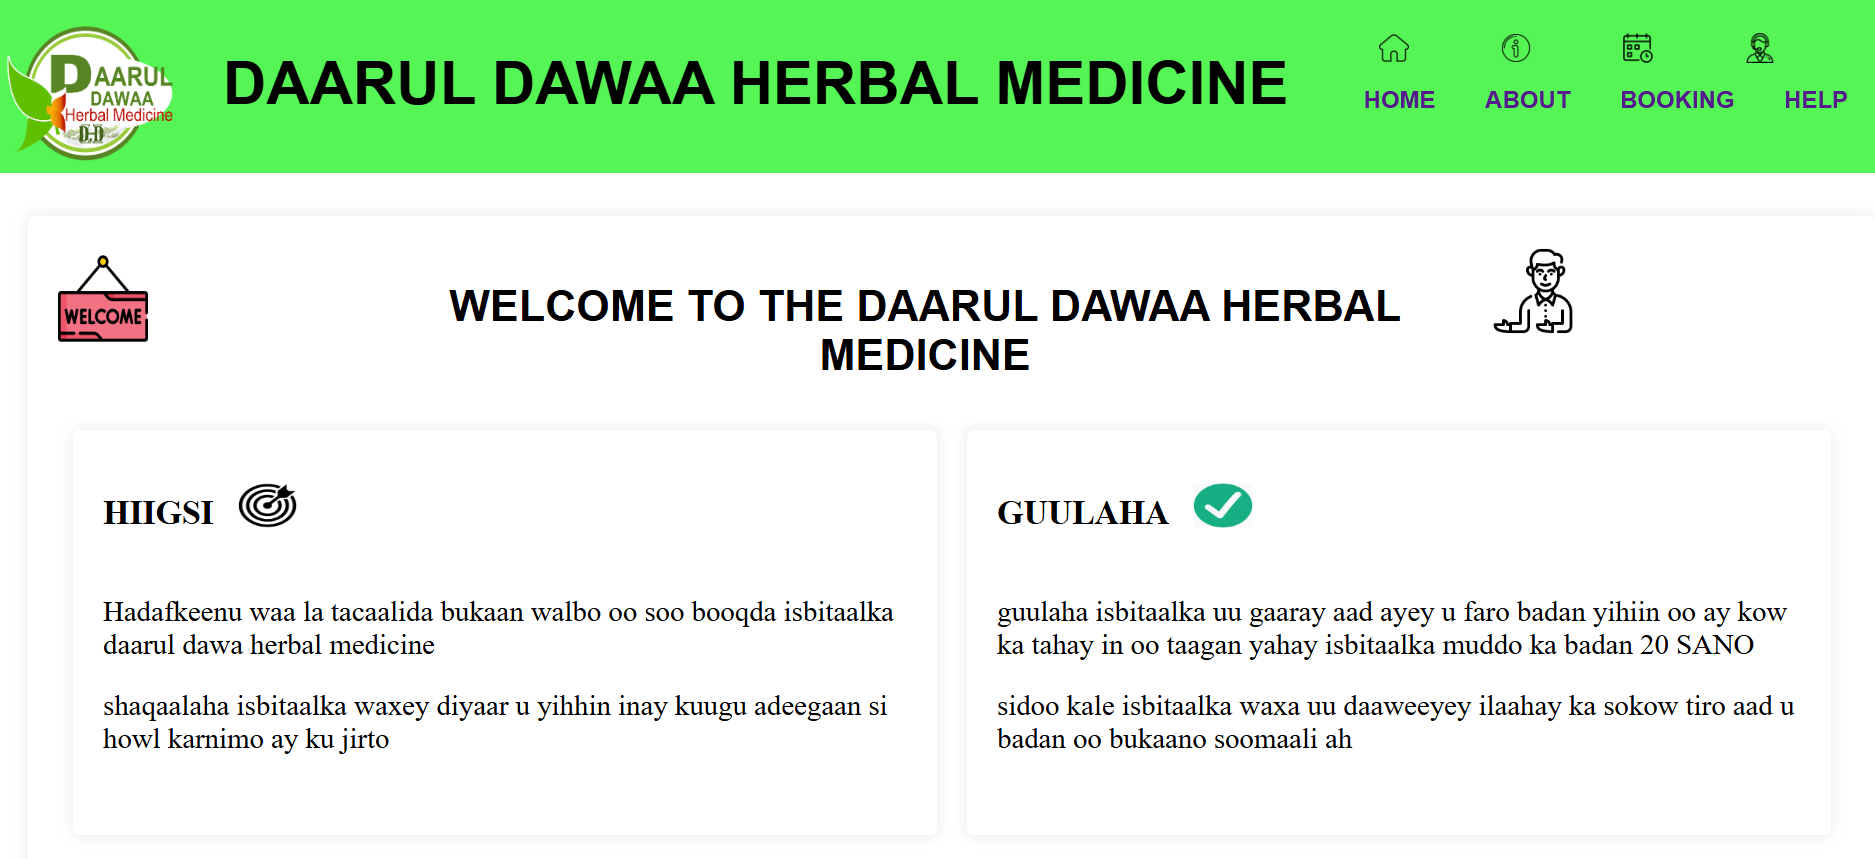 DAARUL
DAWAA
Herbal Medicine
D.D
DAARUL DAWAA HERBAL MEDICINE
HOME
ABOUT
BOOKING
HELP
WELCOME
WELCOME TO THE DAARUL DAWAA HERBAL
MEDICINE
HIIGSI
Hadafkeenu waa la tacaalida bukaan walbo oo soo booqda isbitaalka
daarul dawa herbal medicine
shaqaalaha isbitaalka waxey diyaar u yihhin inay kuugu adeegaan si
howl karnimo ay ku jirto
GUULAHA
guulaha isbitaalka uu gaaray aad ayey u faro badan yihiin oo ay kow
ka tahay in oo taagan yahay isbitaalka muddo ka badan 20 SANO
sidoo kale isbitaalka waxa uu daaweeyey ilaahay ka sokow tiro aad u
badan oo bukaano soomaali ah